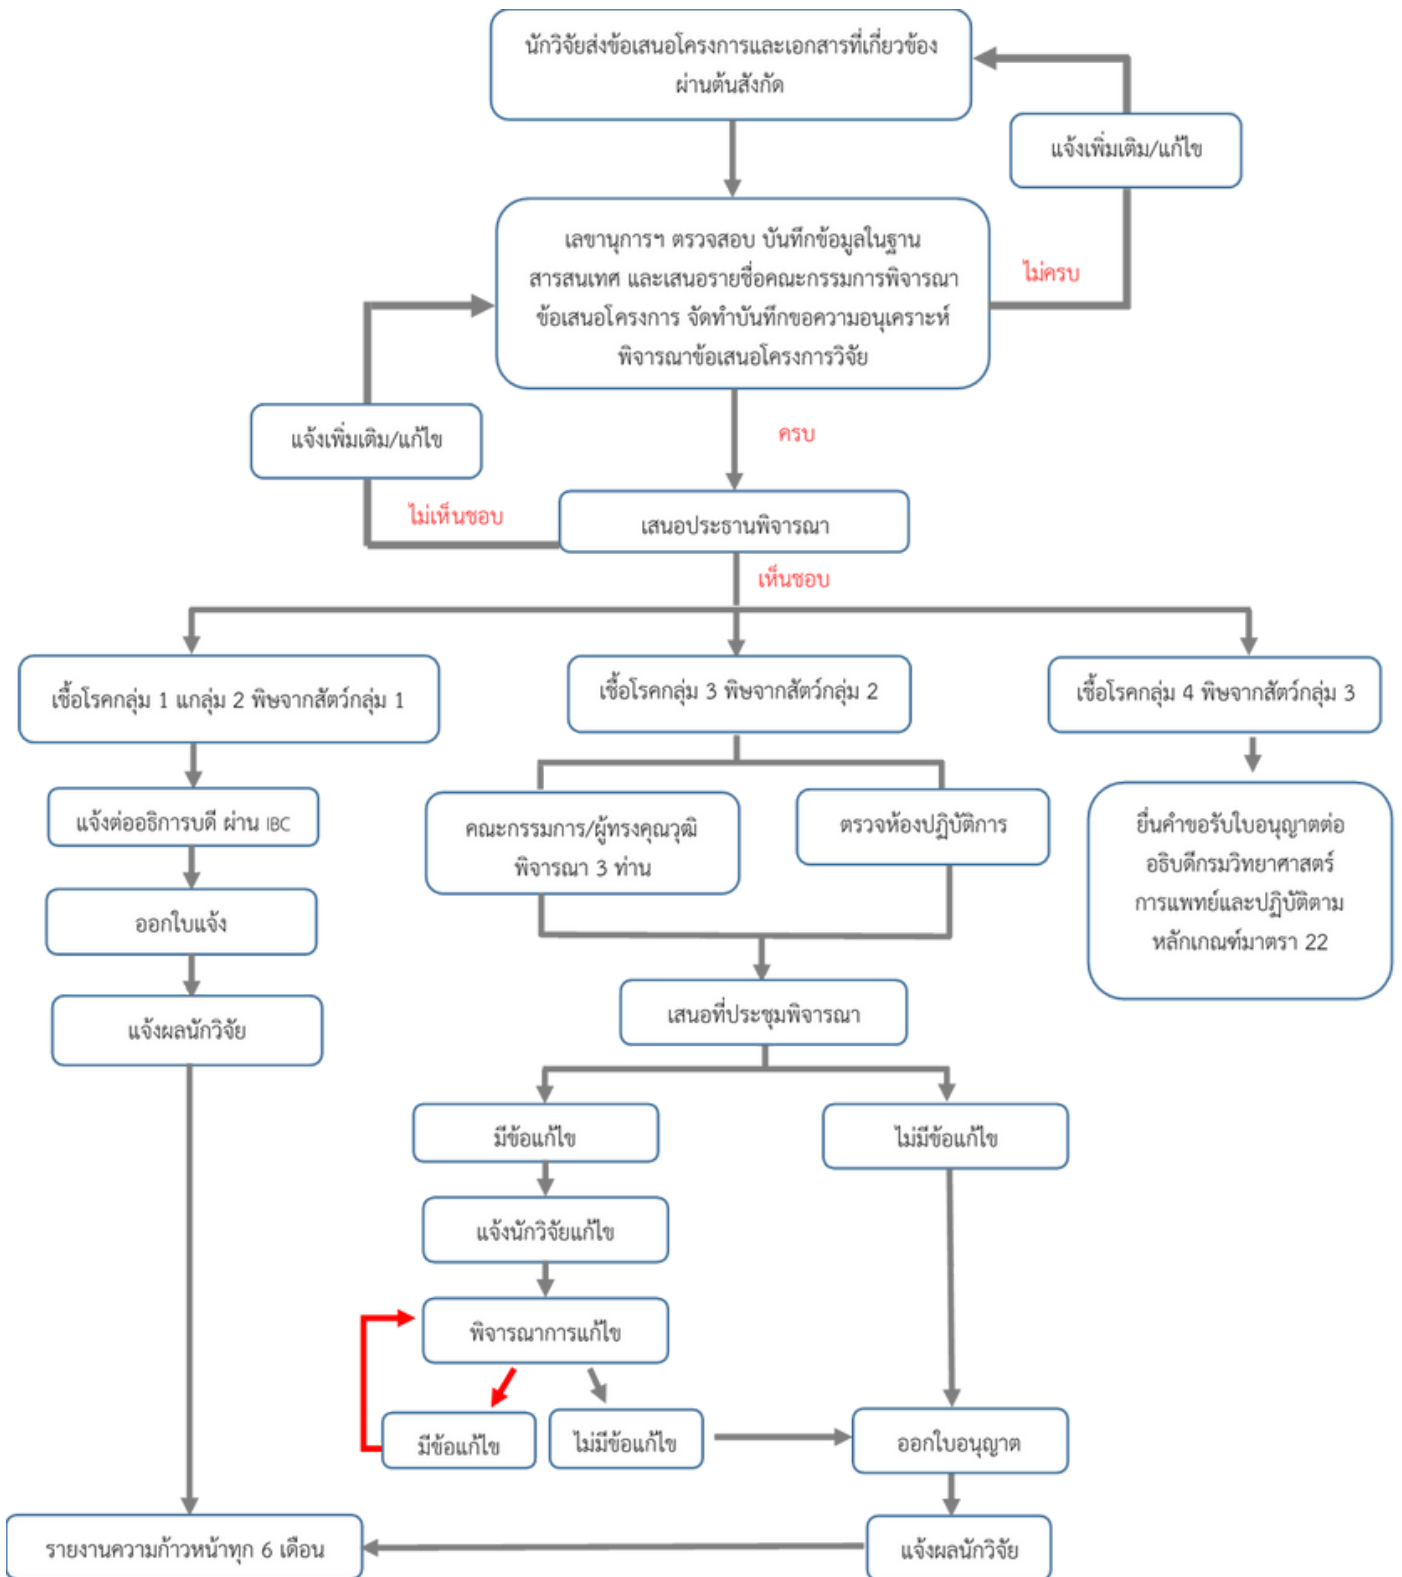 นักวิจัยส่งข้อเสนอโครงการและเอกสารที่เกี่ยวข้อง
ผ่านต้นสังกัด
แจ้งเพิ่มเติม/แก้ไข
เลขานุการฯ ตรวจสอบ บันทึกข้อมูลในฐาน
สารสนเทศ และเสนอรายชื่อคณะกรรมการพิจารณา
ข้อเสนอโครงการ จัดทำบันทึกขอความอนุเคราะห์
พิจารณาข้อเสนอโครงการวิจัย
ไม่ครบ
แจ้งเพิ่มเติม/แก้ไข
ครบ
ไม่เห็นชอบ
เสนอประธานพิจารณา
เห็นชอบ
เชื้อโรคกลุ่ม 1 แกลุ่ม 2 พิษจากสัตว์กลุ่ม 1
เชื้อโรคกลุ่ม 3 พิษจากสัตว์กลุ่ม 2
เชื้อโรคกลุ่ม 4 พิษจากสัตว์กลุ่ม 3
แจ้งต่ออธิการบดี ผ่าน IBC
คณะกรรมการ/ผู้ทรงคุณวุฒิ
พิจารณา 3 ท่าน
ตรวจห้องปฏิบัติการ
ยื่นคำขอรับใบอนุญาตต่อ
อธิบดีกรมวิทยาศาสตร์
การแพทย์และปฏิบัติตาม
หลักเกณฑ์มาตรา 22
ออกใบแจ้ง
แจ้งผลนักวิจัย
เสนอที่ประชุมพิจารณา
มีข้อแก้ไข
ไม่มีข้อแก้ไข
แจ้งนักวิจัยแก้ไข
พิจารณาการแก้ไข
มีข้อแก้ไข
ไม่มีข้อแก้ไข
ออกใบอนุญาต
รายงานความก้าวหน้าทุก 6 เดือน
แจ้งผลนักวิจัย